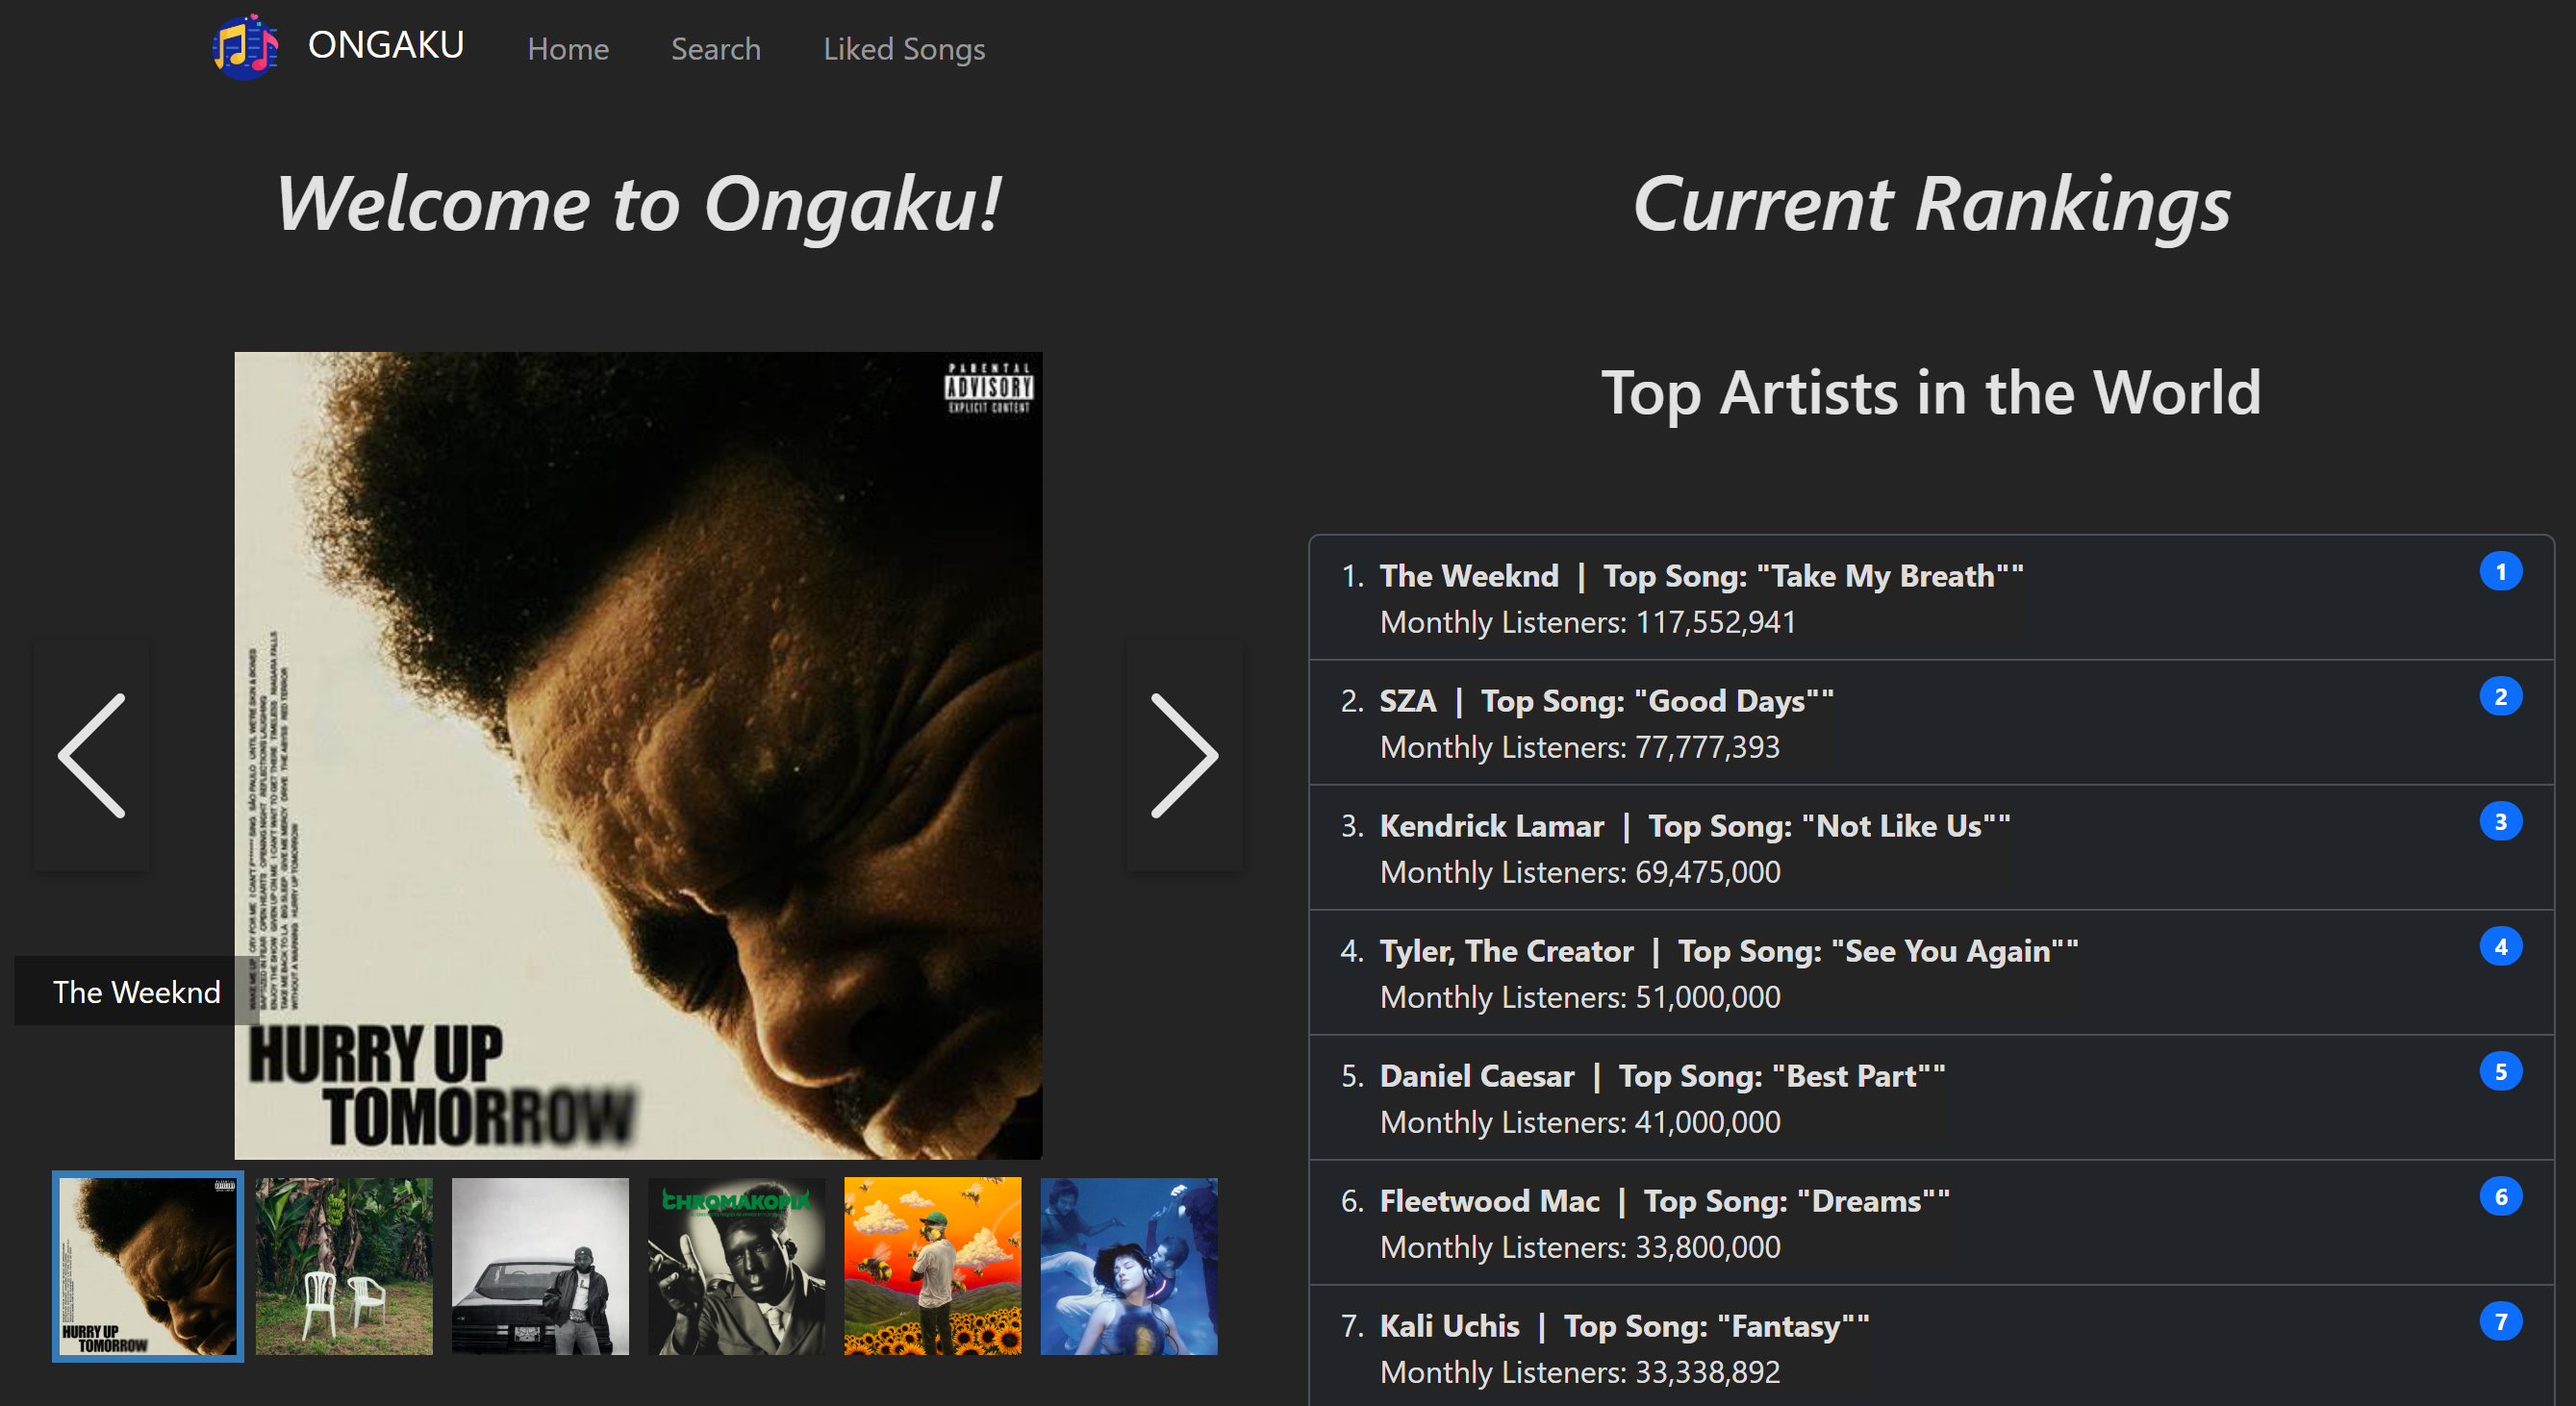 ONGAKU
Home
Search
Liked Songs
Welcome to Ongaku!
PARENTAL
ADVISORY
EXPLICIT CONTENT
The Weeknd
HURRY UP
TOMORROW
HURRY UP
TOMORROW
CHROMAKOPIA
Current Rankings
Top Artists in the World
1. The Weeknd | Top Song: "Take My Breath"" 1
Monthly Listeners: 117,552,941
2. SZA | Top Song: "Good Days"" 2
Monthly Listeners: 77,777,393
3. Kendrick Lamar | Top Song: "Not Like Us"" 3
Monthly Listeners: 69,475,000
4. Tyler, The Creator | Top Song: "See You Again"" 4
Monthly Listeners: 51,000,000
5. Daniel Caesar | Top Song: "Best Part"" 5
Monthly Listeners: 41,000,000
6. Fleetwood Mac | Top Song: "Dreams"" 6
Monthly Listeners: 33,800,000
7. Kali Uchis | Top Song: "Fantasy"" 7
Monthly Listeners: 33,338,892